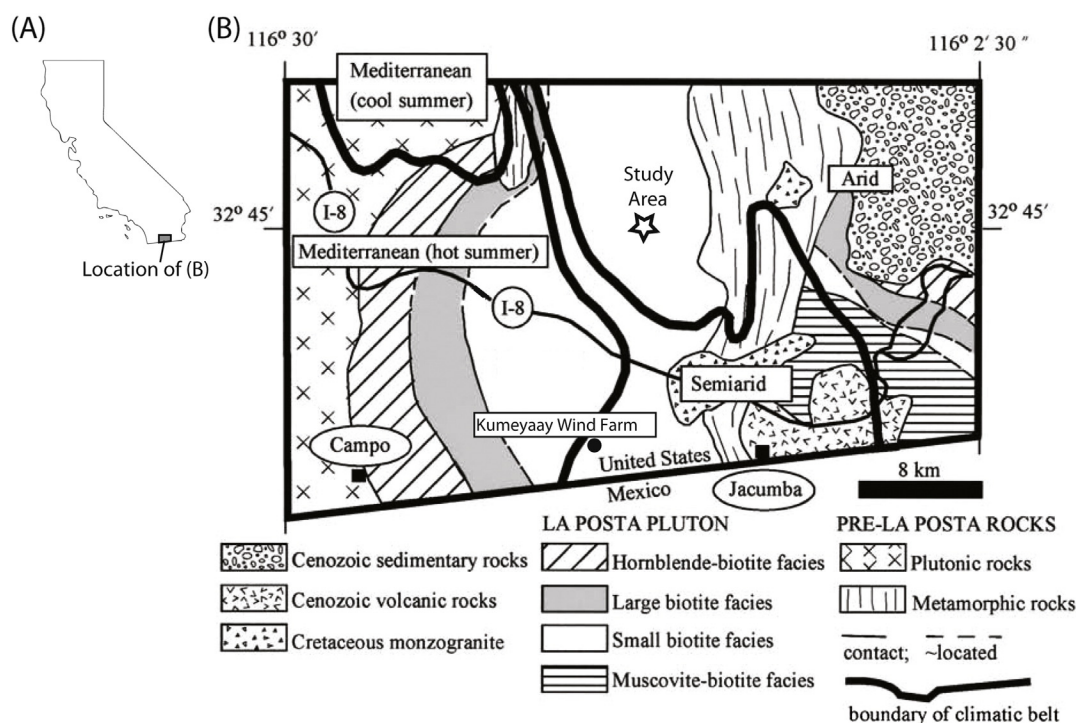 (A)
Location of (B)
(B)
116º 30′
116º 2′ 30 ″
Mediterranean
(cool summer)
Study
Area
Arid
I-8
32º 45′
32º 45′
Mediterranean (hot summer)
I-8
Semiarid
Kumeyaay Wind Farm
Campo
United States
Mexico
Jacumba
8 km
LA POSTA PLUTON
PRE-LA POSTA ROCKS
Cenozoic sedimentary rocks
Hornblende-biotite facies
Plutonic rocks
Cenozoic volcanic rocks
Large biotite facies
Metamorphic rocks
Cretaceous monzogranite
Small biotite facies
contact; ~located
Muscovite-biotite facies
boundary of climatic belt